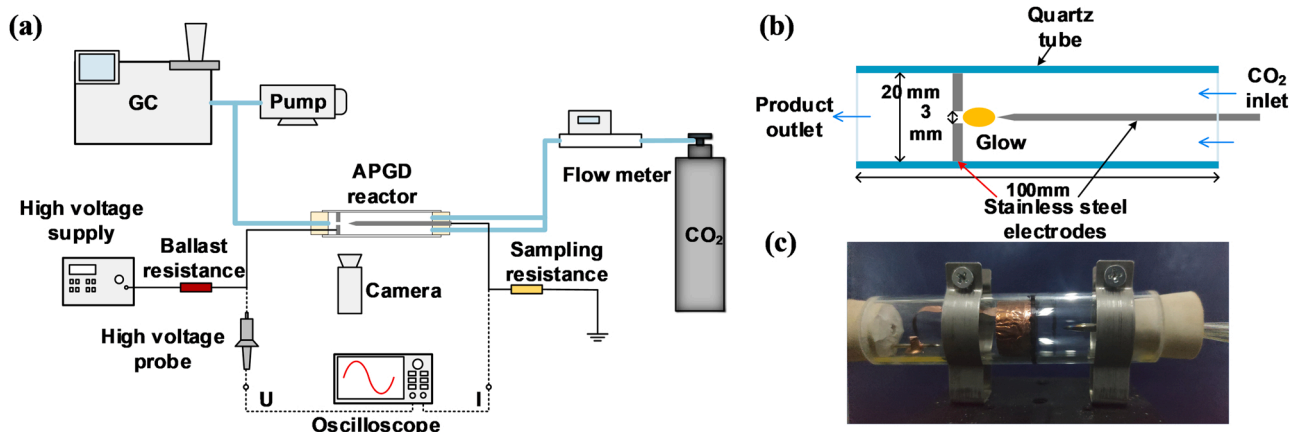 (a)
GC
Pump
Flow meter
APGD
reactor
CO2
High voltage
supply
Ballast
resistance
Sampling
resistance
Camera
High voltage
probe
U
I
Oscilloscope
(b)
Quartz
tube
CO2
inlet
20 mm
3
mm
Product
outlet
Glow
100mm
Stainless steel
electrodes
(c)